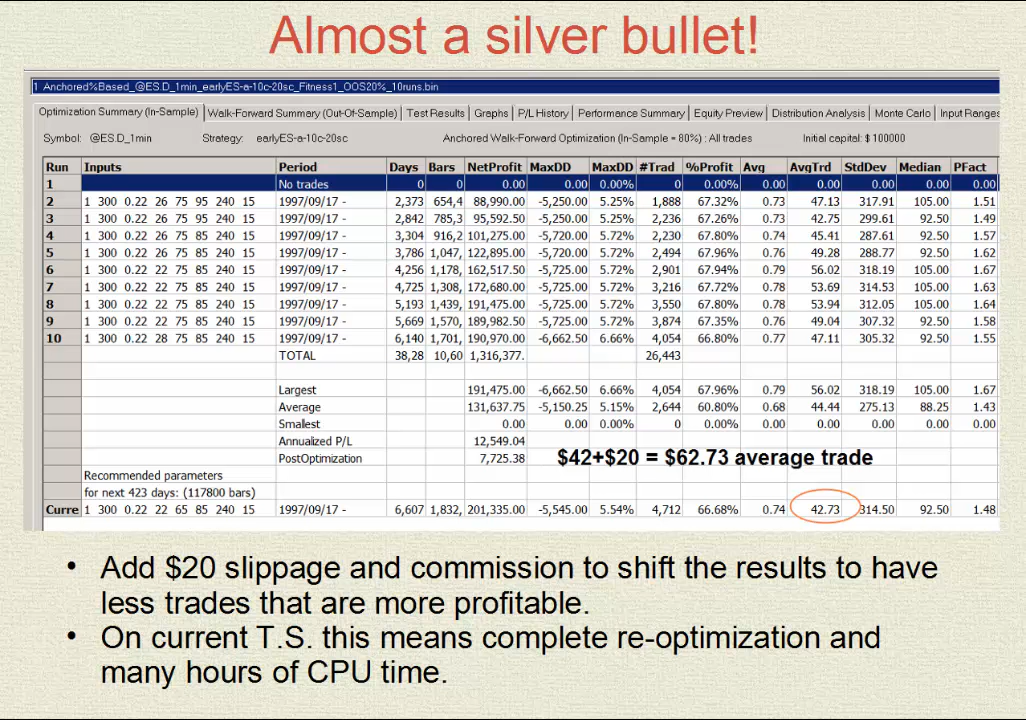 Almost a silver bullet!
1 Anchored%Based_@ES.D_1min_earlyES-a-10c-20sc_Fitness1_OOS20%_10runs.bin
Optimization Summary (In-Sample) Walk-Forward Summary (Out-Of-Sample) Test Results Graphs P/L History Performance Summary Equity Preview Distribution Analysis Monte Carlo Input Ranges
Symbol: @ES.D_1min Strategy: earlyES-a-10c-20sc Anchored Walk-Forward Optimization (In-Sample = 80%) : All trades Initial capital: $ 100000
Run Inputs Period Days Bars NetProfit MaxDD MaxDD #Trad %Profit Avg AvgTrd StdDev Median PFact
1 No trades 0 0 0.00 0.00 0.00% 0 0.00% 0.00 0.00 0.00 0.00 0.00
2 1 300 0.22 26 75 95 240 15 1997/09/17 - 2,373 654,4 88,990.00 -5,250.00 5.25% 1,888 67.32% 0.73 47.13 317.91 105.00 1.51
3 1 300 0.22 26 75 85 240 15 1997/09/17 - 2,842 785,3 95,592.50 -5,250.00 5.25% 2,236 67.26% 0.73 42.75 299.61 92.50 1.49
4 1 300 0.22 26 75 85 240 15 1997/09/17 - 3,304 916,2 101,275.00 -5,720.00 5.72% 2,230 67.80% 0.74 45.41 287.61 92.50 1.57
5 1 300 0.22 26 75 85 240 15 1997/09/17 - 3,786 1,047, 122,895.00 -5,720.00 5.72% 2,494 67.96% 0.76 49.28 288.77 92.50 1.62
6 1 300 0.22 22 75 85 240 15 1997/09/17 - 4,256 1,178, 162,517.50 -5,725.00 5.72% 2,901 67.94% 0.79 56.02 318.19 105.00 1.67
7 1 300 0.22 22 75 85 240 15 1997/09/17 - 4,725 1,308, 172,680.00 -5,725.00 5.72% 3,216 67.72% 0.78 53.69 314.53 105.00 1.63
8 1 300 0.22 22 75 85 240 15 1997/09/17 - 5,193 1,439, 191,475.00 -5,725.00 5.72% 3,550 67.80% 0.78 53.94 312.05 105.00 1.64
9 1 300 0.22 22 75 85 240 15 1997/09/17 - 5,669 1,570, 189,982.50 -5,725.00 5.72% 3,874 67.35% 0.76 49.04 307.32 92.50 1.58
10 1 300 0.22 28 75 85 240 15 1997/09/17 - 6,140 1,701, 190,970.00 -6,662.50 6.66% 4,054 66.80% 0.77 47.11 305.32 92.50 1.55
TOTAL 38,28 10,60 1,316,377. 26,443
Largest 191,475.00 -6,662.50 6.66% 4,054 67.96% 0.79 56.02 318.19 105.00 1.67
Average 131,637.75 -5,150.25 5.15% 2,644 60.80% 0.68 44.44 275.13 88.25 1.43
Smallest 0.00 0.00 0.00% 0 0.00% 0.00 0.00 0.00 0.00 0.00
Annualized P/L 12,549.04
PostOptimization 7,725.38 $42+$20 = $62.73 average trade
Recommended parameters
for next 423 days: (117800 bars)
Curre 1 300 0.22 22 65 85 240 15 1997/09/17 - 6,607 1,832, 201,335.00 -5,545.00 5.54% 4,712 66.68% 0.74 42.73 314.50 92.50 1.48
• Add $20 slippage and commission to shift the results to have
less trades that are more profitable.
• On current T.S. this means complete re-optimization and
many hours of CPU time.